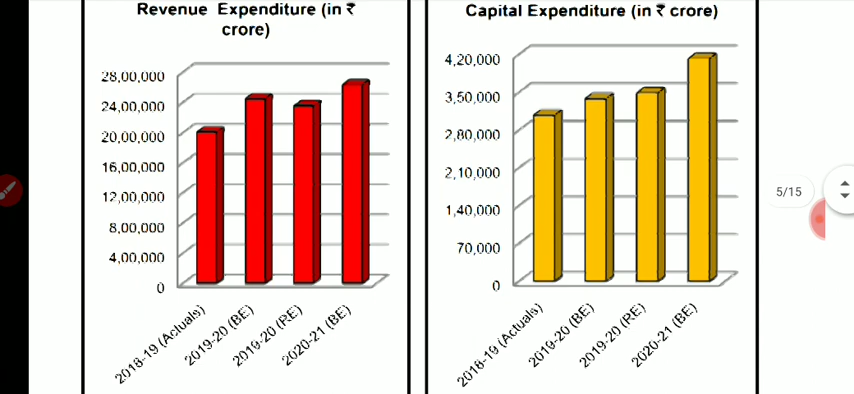 Revenue Expenditure (in ₹
crore)
28,00,000
24,00,000
20,00,000
16,00,000
12,00,000
8,00,000
4,00,000
0
2018-19 (Actuals)
2019-20 (BE)
2019-20 (RE)
2020-21 (BE)
Capital Expenditure (in ₹ crore)
4,20,000
3,50,000
2,80,000
2,10,000
1,40,000
70,000
0
2018-19 (Actuals)
2019-20 (BE)
2019-20 (RE)
2020-21 (BE)
5/15